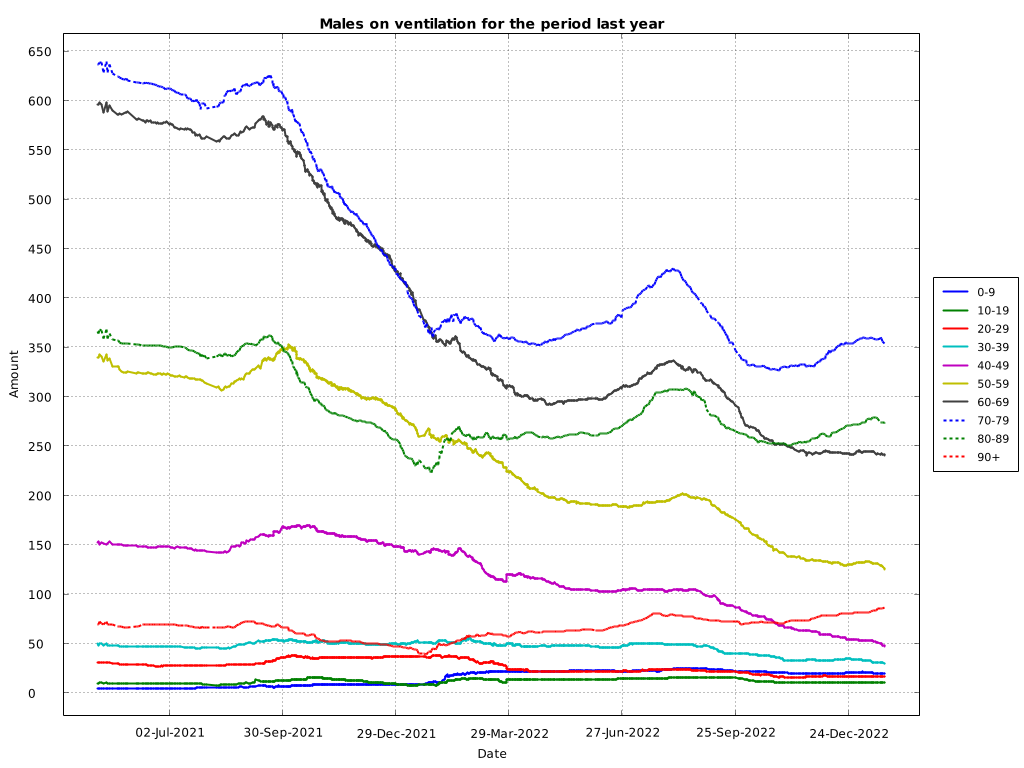 Males on ventilation for the period last year
Amount
650
600
550
500
450
400
350
300
250
200
150
100
50
0
02-Jul-2021
30-Sep-2021
29-Dec-2021
29-Mar-2022
27-Jun-2022
25-Sep-2022
24-Dec-2022
Date
0-9
10-19
20-29
30-39
40-49
50-59
60-69
70-79
80-89
90+